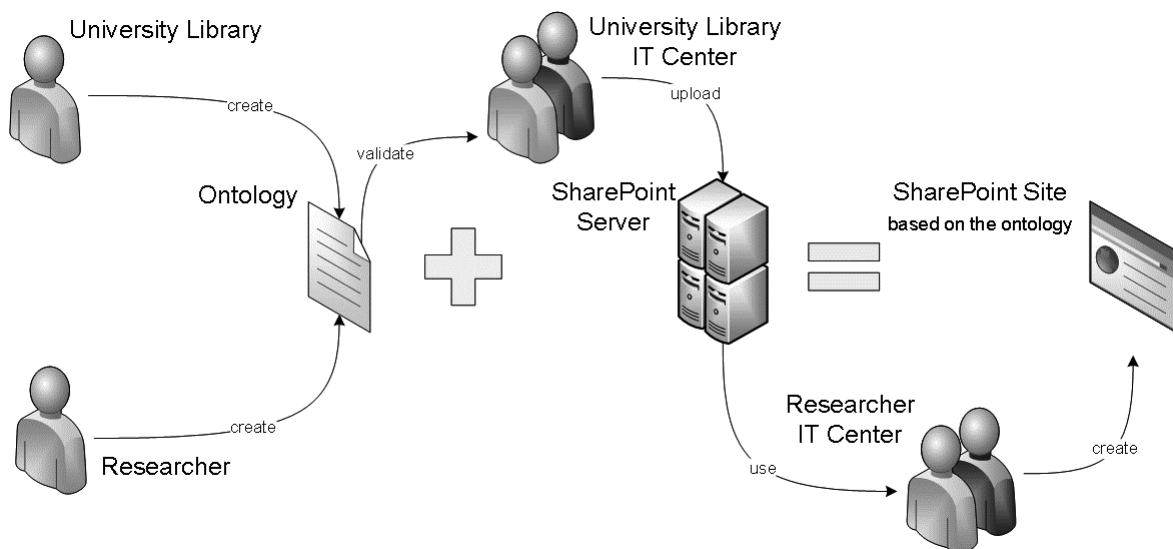 University Library
create
Ontology
create
Researcher
validate
University Library
IT Center
upload
SharePoint
Server
use
Researcher
IT Center
create
SharePoint Site
based on the ontology